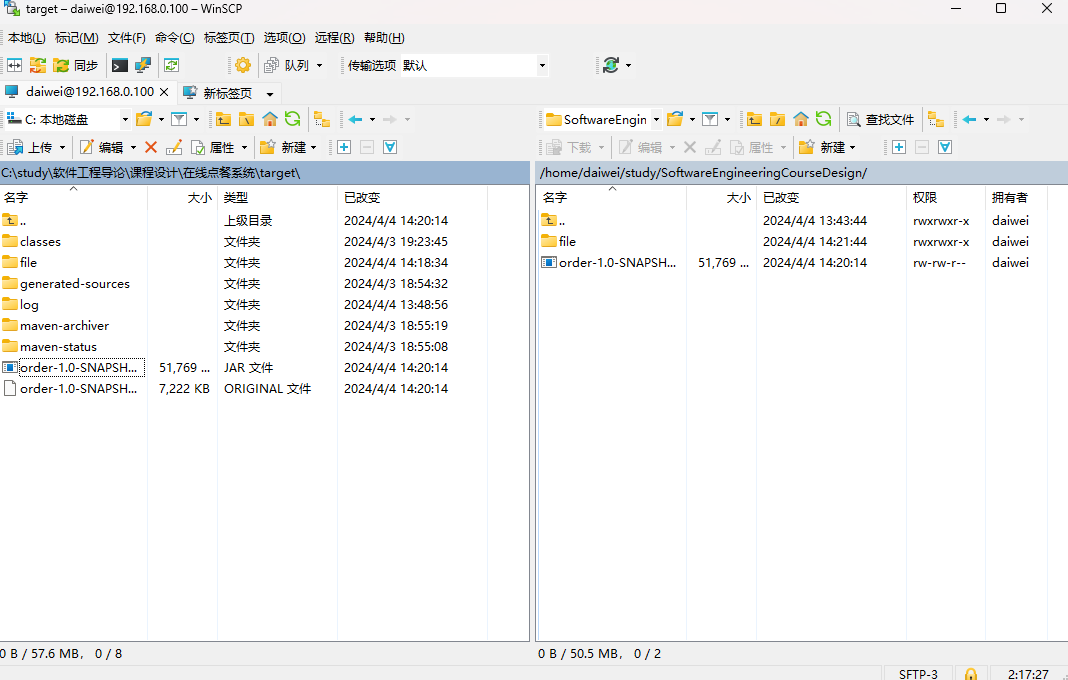 target – daiwei@192.168.0.100 – WinSCP
本地(L) 标记(M) 文件(F) 命令(C) 标签页(T) 选项(O) 远程(R) 帮助(H)
同步 队列 传输选项 默认
daiwei@192.168.0.100 新标签页
C: 本地磁盘 SoftwareEngin 查找文件
上传 编辑 属性 新建 下载 编辑 属性 新建
C:\study\软件工程导论\课程设计\在线点餐系统\target\
名字 大小 类型 已改变
.. 上级目录 2024/4/4 14:20:14
classes 文件夹 2024/4/3 19:23:45
file 文件夹 2024/4/4 14:18:34
generated-sources 文件夹 2024/4/3 18:54:32
log 文件夹 2024/4/4 13:48:56
maven-archiver 文件夹 2024/4/3 18:55:19
maven-status 文件夹 2024/4/3 18:55:08
order-1.0-SNAPSH... 51,769 ... JAR 文件 2024/4/4 14:20:14
order-1.0-SNAPSH... 7,222 KB ORIGINAL 文件 2024/4/4 14:20:14
0 B / 57.6 MB, 0 / 8
/home/daiwei/study/SoftwareEngineeringCourseDesign/
名字 大小 已改变 权限 拥有者
.. 2024/4/4 13:43:44 rwxrwxr-x daiwei
file 2024/4/4 14:21:44 rwxrwxr-x daiwei
order-1.0-SNAPSH... 51,769 ... 2024/4/4 14:20:14 rw-rw-r-- daiwei
0 B / 50.5 MB, 0 / 2
SFTP-3 2:17:27